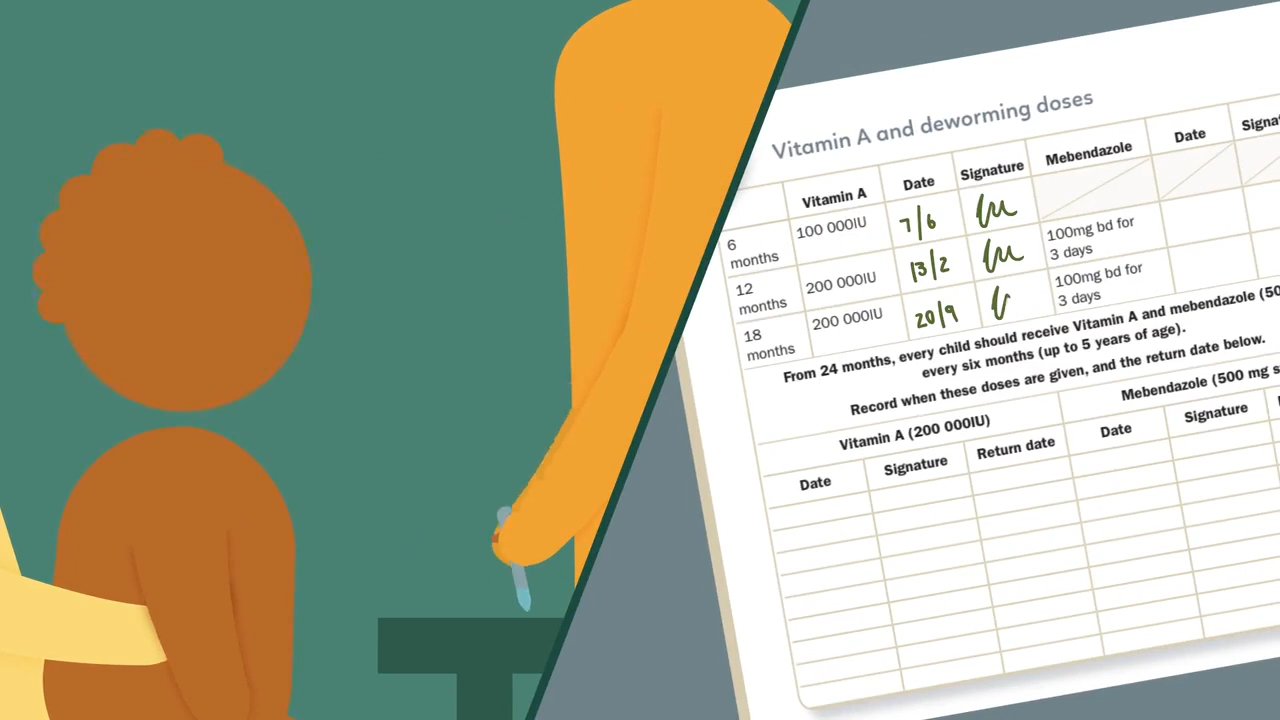 Vitamin A and deworming doses
Vitamin A Date Signature Mebendazole Date
6 months 100 000IU 7/6
12 months 200 000IU 13/2 100mg bd for 3 days
18 months 200 000IU 20/9 100mg bd for 3 days
From 24 months, every child should receive Vitamin A and mebendazole
every six months (up to 5 years of age).
Record when these doses are given, and the return date below.
Vitamin A (200 000IU) Mebendazole (500 mg
Date Signature Return date Date Signature